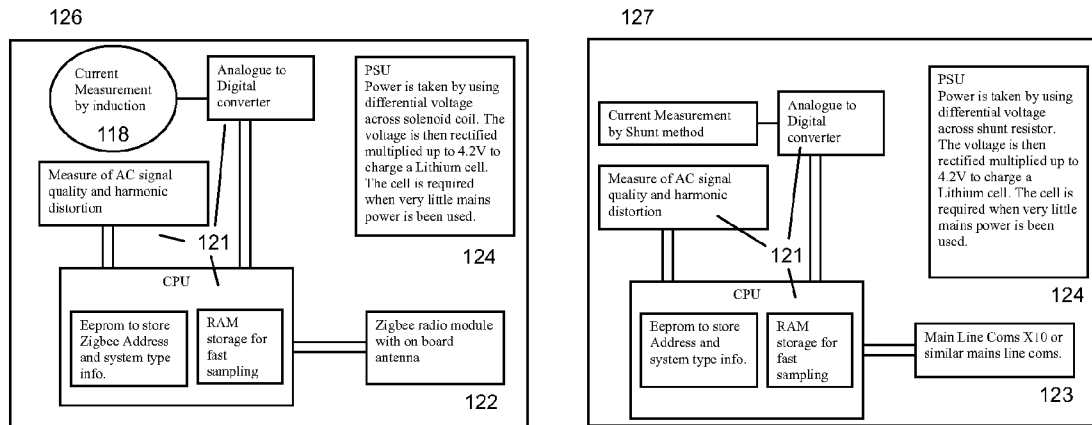 126
Current
Measurement
by induction
118
Analogue to
Digital
converter
PSU
Power is taken by using
differential voltage
across solenoid coil. The
voltage is then rectified
multiplied up to 4.2V to
charge a Lithium cell.
The cell is required
when very little mains
power is been used.
124
Measure of AC signal
quality and harmonic
distortion
121
CPU
Eeprom to store
Zigbee Address
and system type
info.
RAM
storage for
fast
sampling
Zigbee radio module
with on board
antenna
122
127
Current Measurement
by Shunt method
Analogue to
Digital
converter
PSU
Power is taken by using
differential voltage
across shunt resistor.
The voltage is then
rectified multiplied up to
4.2V to charge a
Lithium cell. The cell is
required when very little
mains power is been
used.
124
Measure of AC signal
quality and harmonic
distortion
121
CPU
Eeprom to store
Address and
system type info.
RAM
storage for
fast
sampling
Main Line Coms X10 or
similar mains line coms.
123